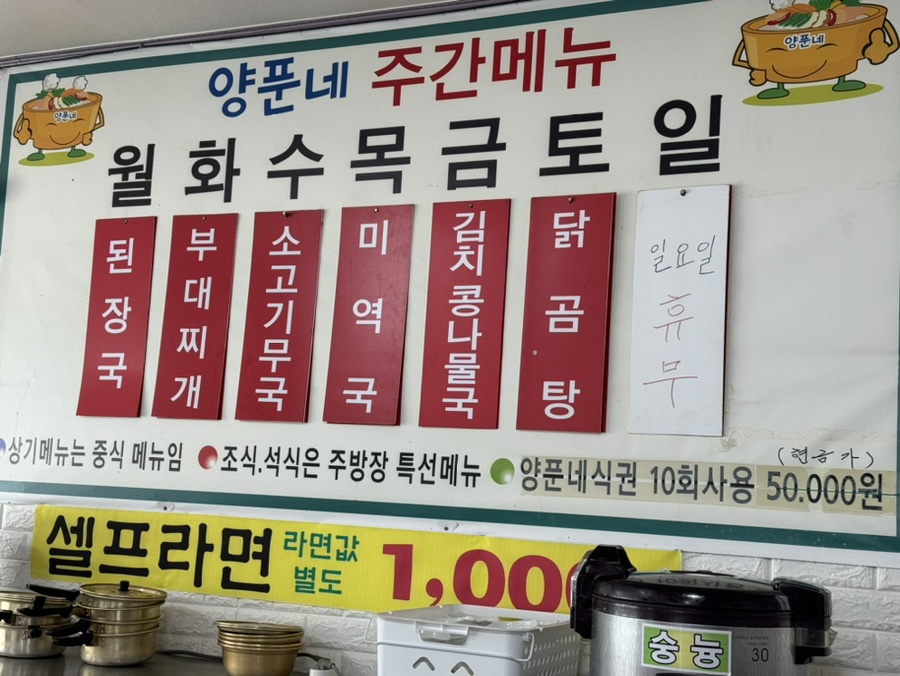 양푼네 주간메뉴
양푼네
양푼네
월 화 수 목 금 토 일
된장국
부대찌개
소고기무국
미역국
김치콩나물국
닭곰탕
일요일
휴무
상기메뉴는 중식 메뉴임
조식.석식은 주방장 특선메뉴
(현금가)
양푼네식권 10회사용 50.000원
셀프라면
라면값
별도
1,00
숭늉
30